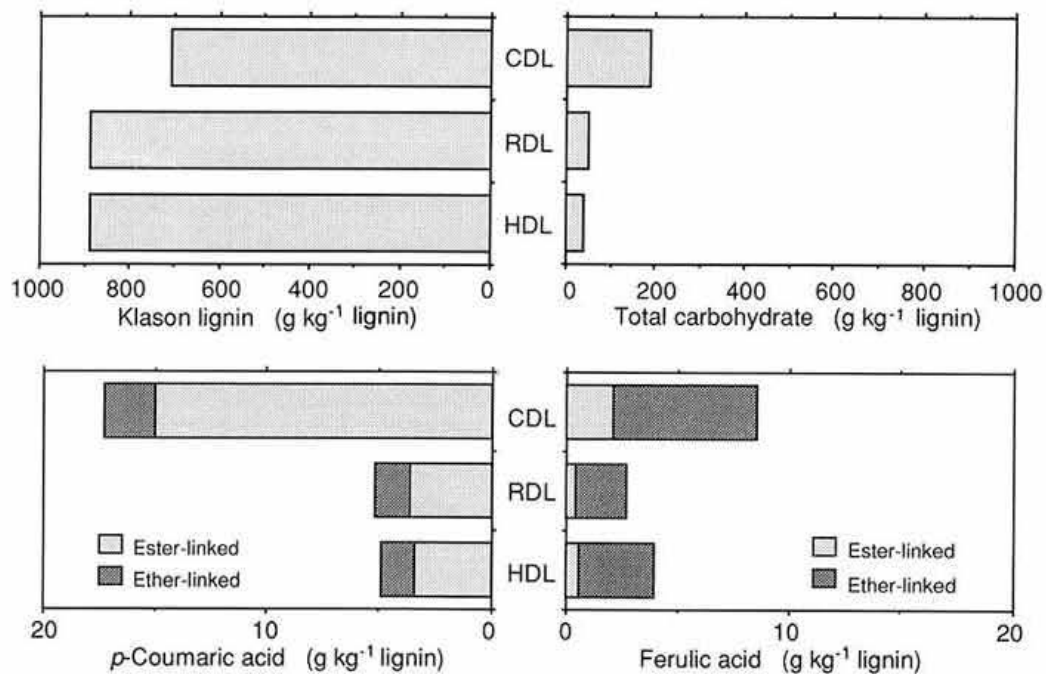 CDL
RDL
HDL
1000 800 600 400 200 0
0 200 400 600 800 1000
Klason lignin (g kg⁻¹ lignin)
Total carbohydrate (g kg⁻¹ lignin)
CDL
RDL
HDL
Ester-linked
Ether-linked
Ester-linked
Ether-linked
20 10 0
0 10 20
p-Coumaric acid (g kg⁻¹ lignin)
Ferulic acid (g kg⁻¹ lignin)